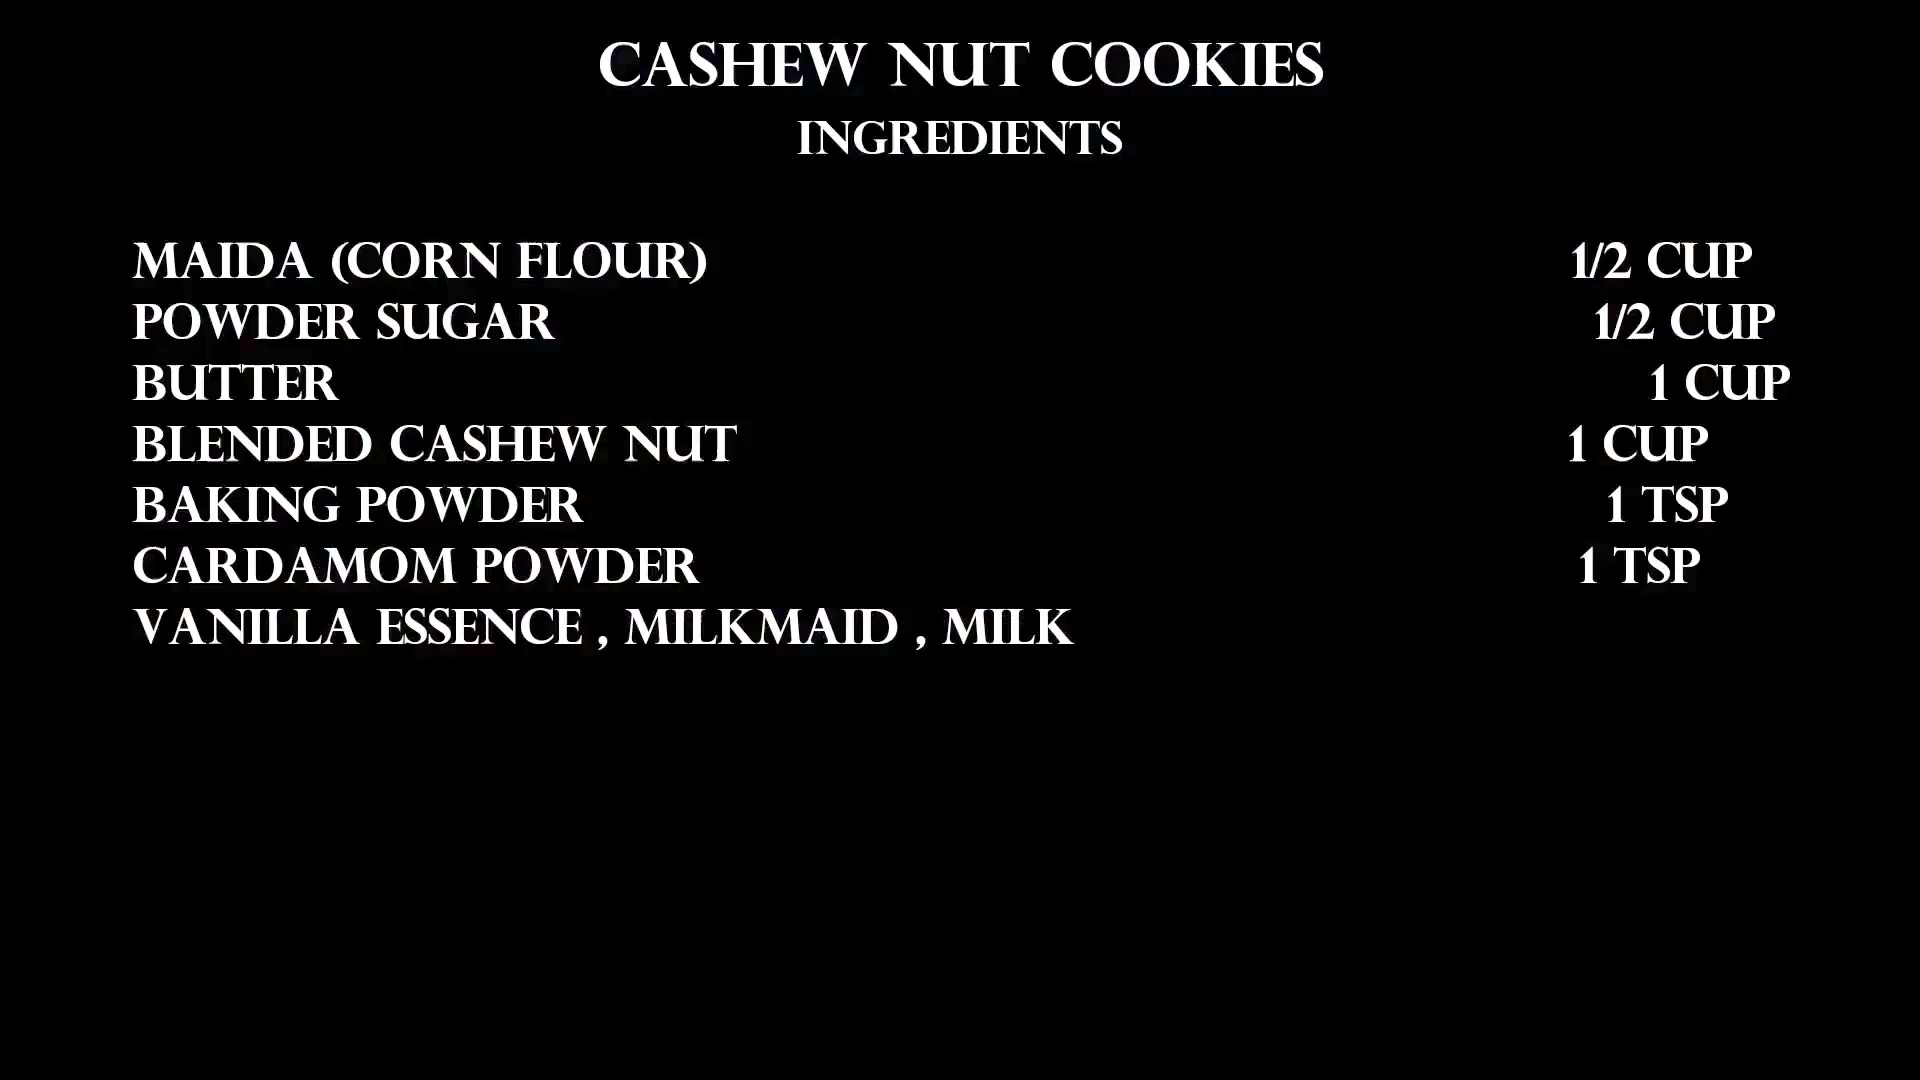 CASHEW NUT COOKIES
INGREDIENTS
MAIDA (CORN FLOUR) 1/2 CUP
POWDER SUGAR 1/2 CUP
BUTTER 1 CUP
BLENDED CASHEW NUT 1 CUP
BAKING POWDER 1 TSP
CARDAMOM POWDER 1 TSP
VANILLA ESSENCE , MILKMAID , MILK